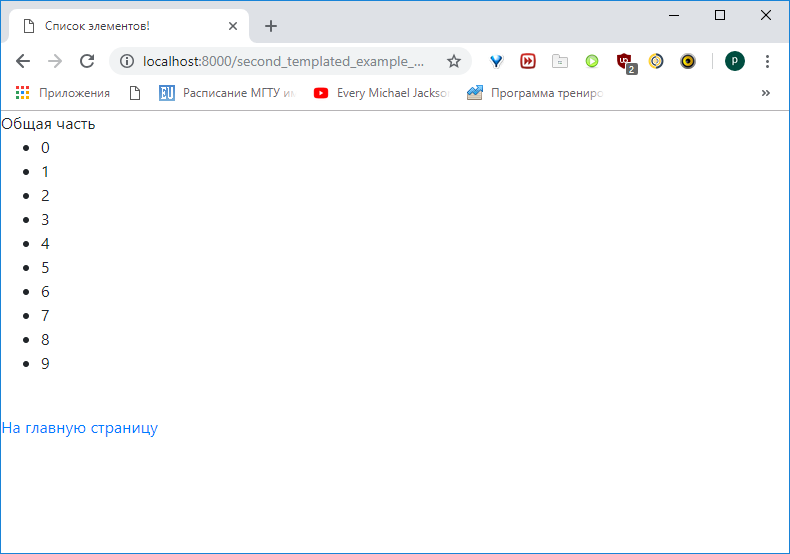 Список элементов!
localhost:8000/second_templated_example_...
2
p
Приложения
EU Расписание МГТУ им
Every Michael Jackso
Программа трениро
»
Общая часть
• 0
• 1
• 2
• 3
• 4
• 5
• 6
• 7
• 8
• 9
На главную страницу